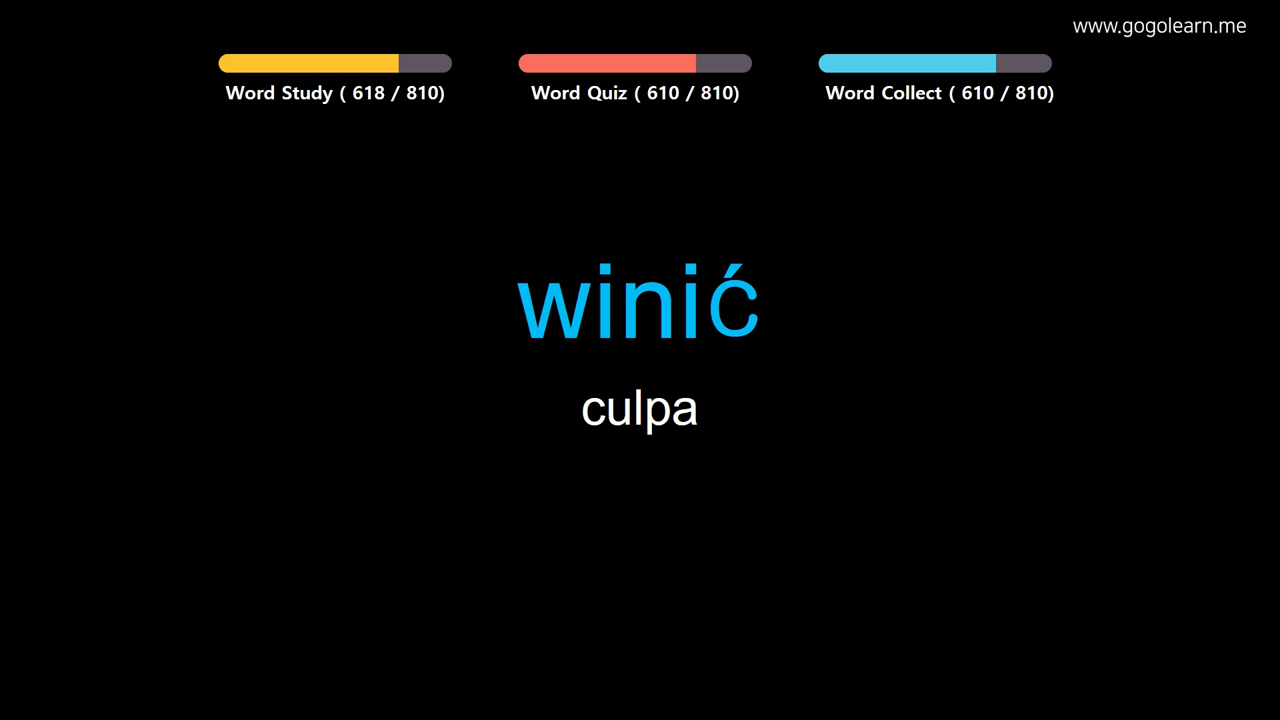 www.gogolearn.me
Word Study ( 618 / 810)
Word Quiz ( 610 / 810)
Word Collect ( 610 / 810)
winić
culpa